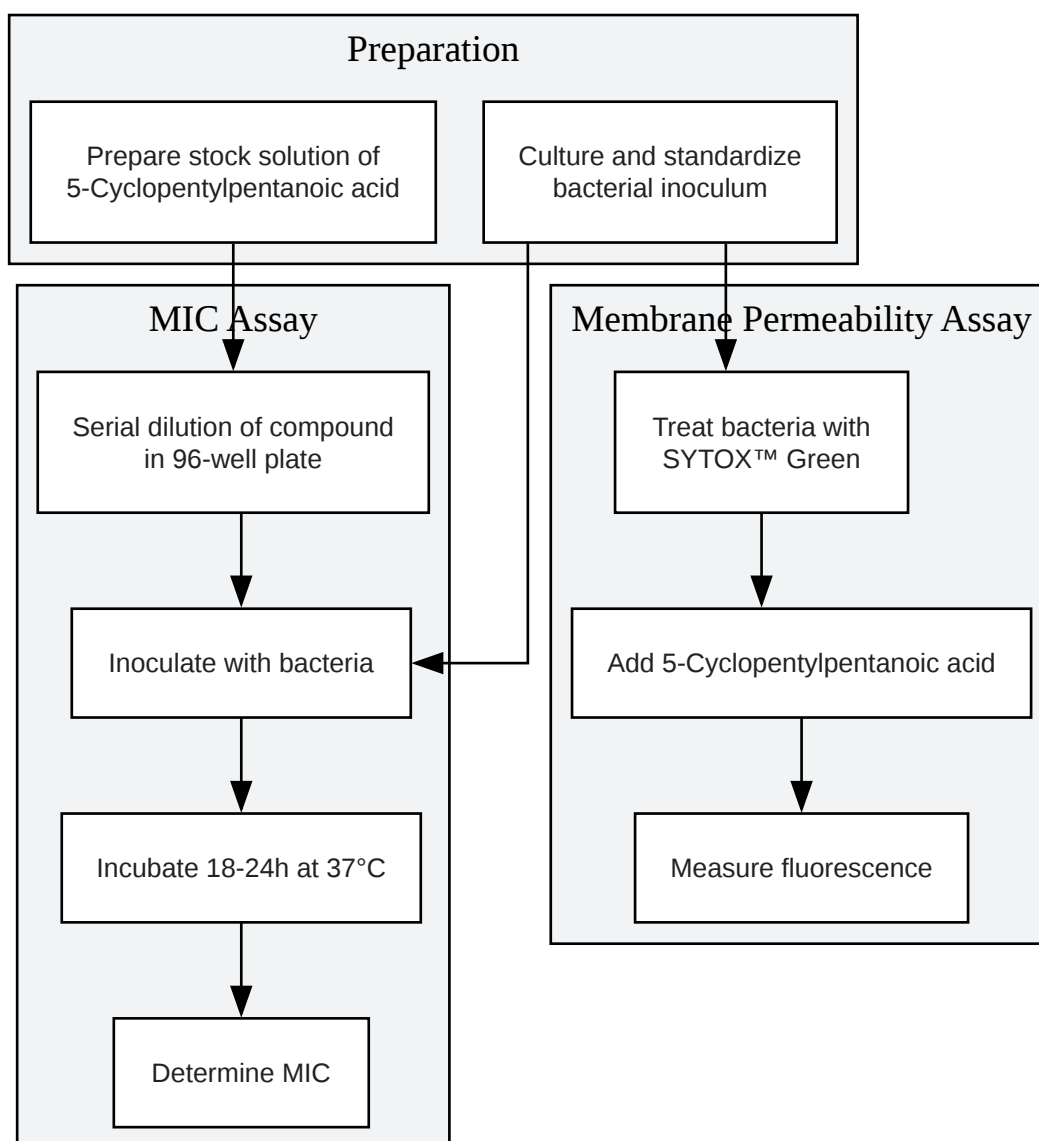 Preparation
Prepare stock solution of
5-Cyclopentylpentanoic acid
Culture and standardize
bacterial inoculum
MIC Assay
Serial dilution of compound
in 96-well plate
Inoculate with bacteria
Incubate 18-24h at 37°C
Determine MIC
Membrane Permeability Assay
Treat bacteria with
SYTOX™ Green
Add 5-Cyclopentylpentanoic acid
Measure fluorescence